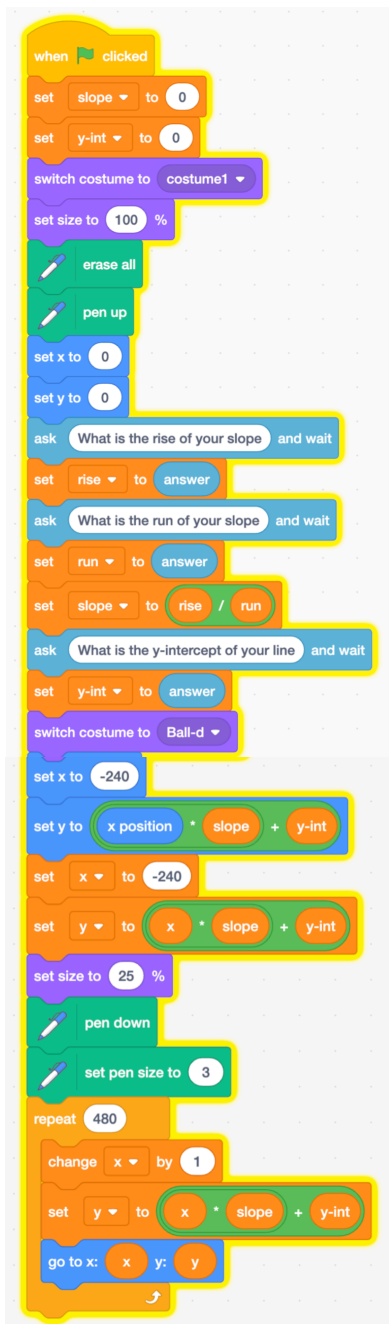 when clicked
set slope to 0
set y-int to 0
switch costume to costume1
set size to 100 %
erase all
pen up
set x to 0
set y to 0
ask What is the rise of your slope and wait
set rise to answer
ask What is the run of your slope and wait
set run to answer
set slope to rise / run
ask What is the y-intercept of your line and wait
set y-int to answer
switch costume to Ball-d
set x to -240
set y to x position * slope + y-int
set x to -240
set y to x * slope + y-int
set size to 25 %
pen down
set pen size to 3
repeat 480
change x by 1
set y to x * slope + y-int
go to x: x y: y